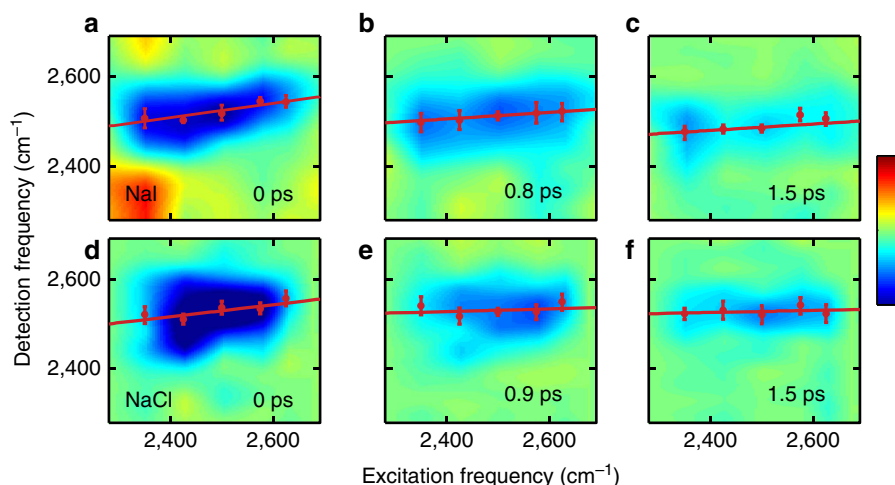 a
b
c
2,600
2,400
NaI
0 ps
0.8 ps
1.5 ps
d
e
f
2,600
2,400
NaCl
0 ps
0.9 ps
1.5 ps
2,400
2,600
2,400
2,600
2,400
2,600
Detection frequency (cm⁻¹)
Excitation frequency (cm⁻¹)